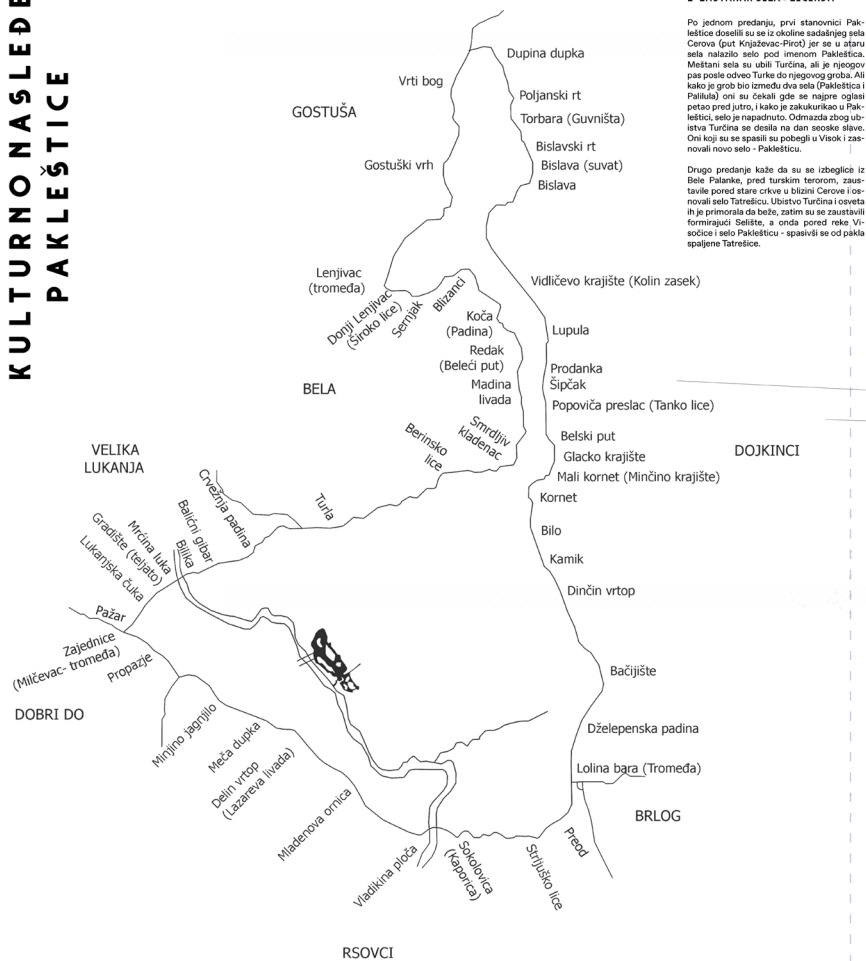 KULTURNO NASLEĐE
PAKLEŠTICE
Po jednom predanju, prvi stanovnici Pak-
leštice doselili su se iz okoline sadašnjeg sela
Cerova (put Knjaževac-Pirot) jer se u ataru
sela nalazilo selo pod imenom Pakleštica.
Meštani sela su ubili Turčina, ali je njeogov
pas posle odveo Turke do njegovog groba. Ali
kako je grob bio između dva sela (Pakleštica i
Palilula) oni su čekali gde se najpre oglasi
petao pred jutro, i kako je zakukurikao u Pak-
leštici, selo je napadnuto. Odmazda zbog ub-
istva Turčina se desila na dan seoske slave.
Oni koji su se spasili su pobegli u Visok i zas-
novali novo selo - Paklešticu.
Drugo predanje kaže da su se izbeglice iz
Bele Palanke, pred turskim terorom, zaus-
tavile pored stare crkve u blizini Cerove i os-
novali selo Tatrešicu. Ubistvo Turčina i osveta
ih je primorala da beže, zatim su se zaustavili
formirajući Selište, a onda pored reke Vi-
sočice i selo Paklešticu - spasivši se od pakla
spaljene Tatrešice.
Dupina dupka
Vrti bog
Poljanski rt
GOSTUŠA
Torbara (Guvništa)
Bislavski rt
Gostuški vrh
Bislava (suvat)
Bislava
Lenjivac
(tromeđa)
Vidličevo krajište (Kolin zasek)
Donji Lenjivac
(Široko lice)
Sernjak
Blizanci
Koča
(Padina)
Lupula
Redak
(Beleći put)
Prodanka
Šipčak
BELA
Madina
livada
Popoviča preslac (Tanko lice)
Smrdljiv
kladenac
Berinsko
lice
Belski put
DOJKINCI
Glacko krajište
Mali kornet (Minčino krajište)
VELIKA
LUKANJA
Kornet
Crvežnja padina
Turla
Balićni gibar
Bilika
Mrćina luka
Gradište (teljato)
Lukanjska čuka
Bilo
Kamik
Dinčin vrtop
Pažar
Zajednice
(Milčevac- tromeđa)
Propazje
Bačijište
DOBRI DO
Minjino jagnjilo
Meča dupka
Dželepenska padina
Delin vrtop
(Lazareva livada)
Lolina bara (Tromeđa)
Mladenova ornica
BRLOG
Preod
Vladikina ploča
Sokolovica
(Kaporica)
Strljuško lice
RSOVCI